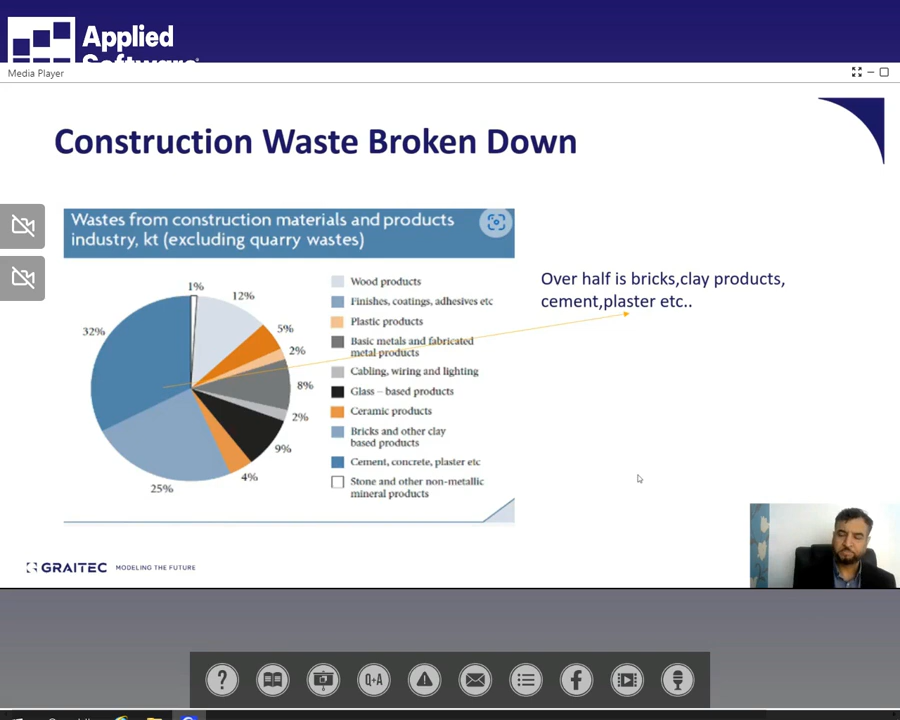 Applied
Software
Media Player
Construction Waste Broken Down
Wastes from construction materials and products
industry, kt (excluding quarry wastes)
Over half is bricks,clay products,
cement,plaster etc..
1%
12%
5%
2%
8%
2%
9%
4%
25%
32%
Wood products
Finishes, coatings, adhesives etc
Plastic products
Basic metals and fabricated
metal products
Cabling, wiring and lighting
Glass – based products
Ceramic products
Bricks and other clay
based products
Cement, concrete, plaster etc
Stone and other non-metallic
mineral products
GRAITEC MODELING THE FUTURE
? Q+A